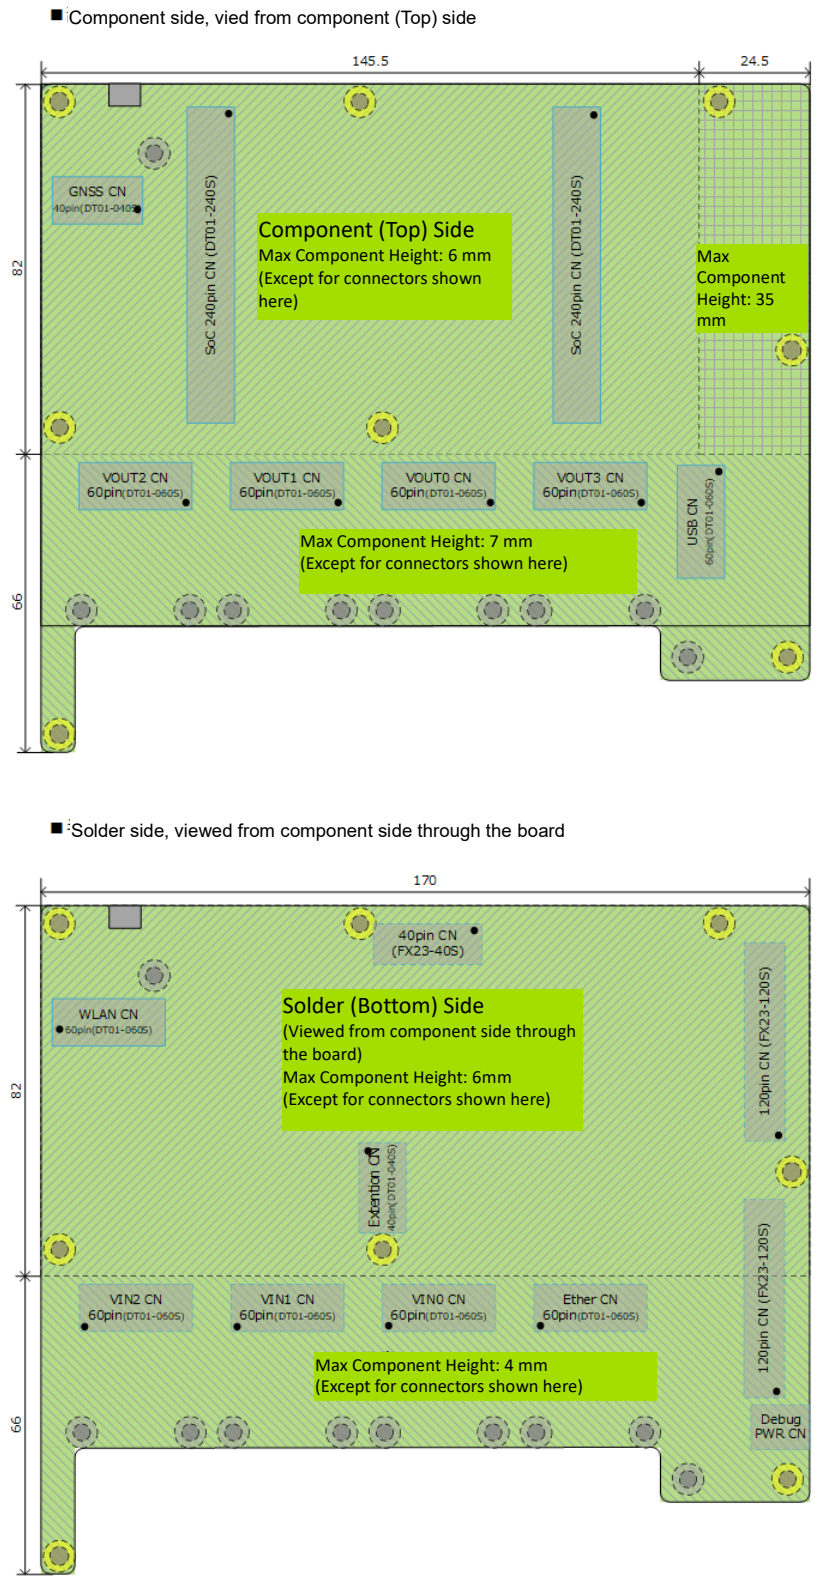 Component side, vied from component (Top) side
145.5
24.5
GNSS CN
40pin(DT01-040S)
SoC 240pin CN (DT01-240S)
Component (Top) Side
Max Component Height: 6 mm
(Except for connectors shown
here)
SoC 240pin CN (DT01-240S)
Max
Component
Height: 35
mm
82
VOUT2 CN
60pin(DT01-060S)
VOUT1 CN
60pin(DT01-060S)
VOUT0 CN
60pin(DT01-060S)
VOUT3 CN
60pin(DT01-060S)
USB CN
60pin(DT01-060S)
Max Component Height: 7 mm
(Except for connectors shown here)
66
Solder side, viewed from component side through the board
170
40pin CN
(FX23-40S)
WLAN CN
60pin(DT01-060S)
Solder (Bottom) Side
(Viewed from component side through
the board)
Max Component Height: 6mm
(Except for connectors shown here)
120pin CN (FX23-120S)
82
Extention CN
40pin(DT01-040S)
VIN2 CN
60pin(DT01-060S)
VIN1 CN
60pin(DT01-060S)
VIN0 CN
60pin(DT01-060S)
Ether CN
60pin(DT01-060S)
120pin CN (FX23-120S)
Max Component Height: 4 mm
(Except for connectors shown here)
66
Debug
PWR CN